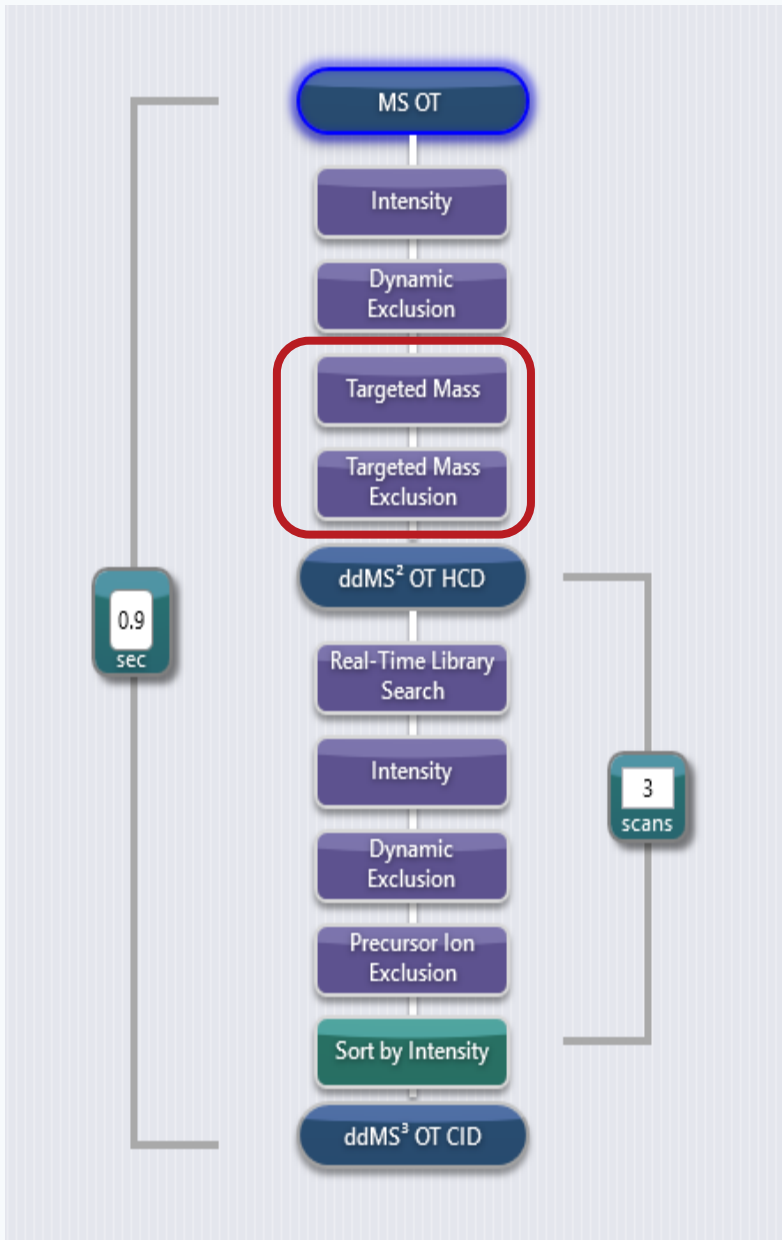 MS OT
Intensity
Dynamic
Exclusion
Targeted Mass
Targeted Mass
Exclusion
ddMS² OT HCD
0.9
sec
Real-Time Library
Search
Intensity
3
scans
Dynamic
Exclusion
Precursor Ion
Exclusion
Sort by Intensity
ddMS³ OT CID